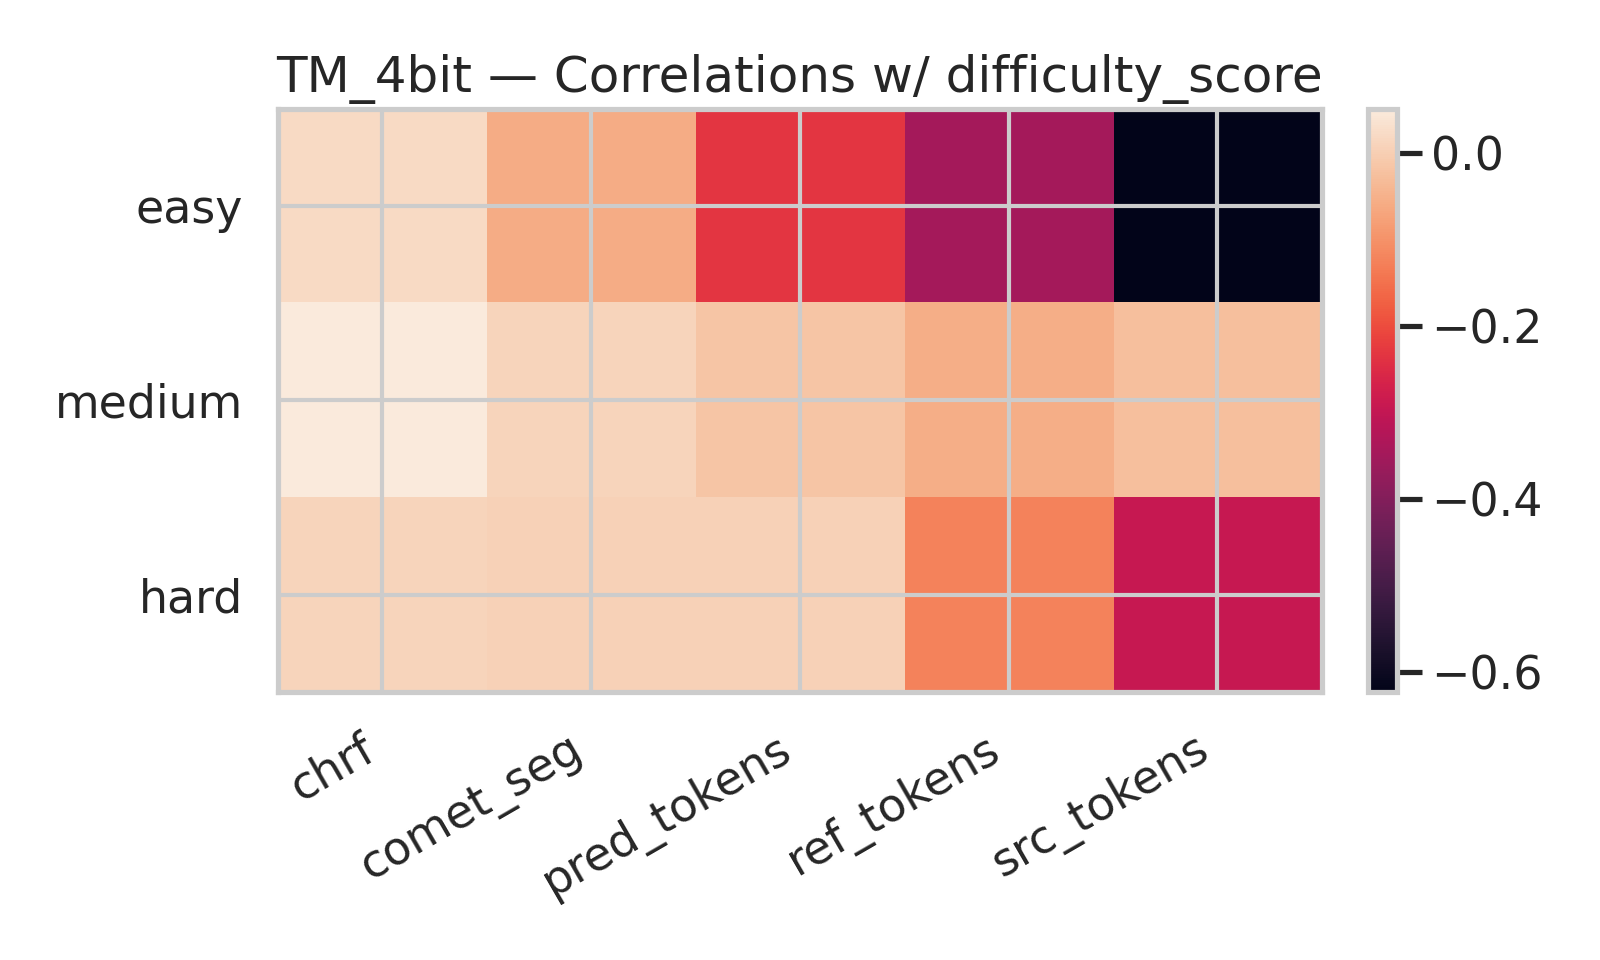 TM_4bit — Correlations w/ difficulty_score
easy
medium
hard
chrf
comet_seg
pred_tokens
ref_tokens
src_tokens
0.0
−0.2
−0.4
−0.6